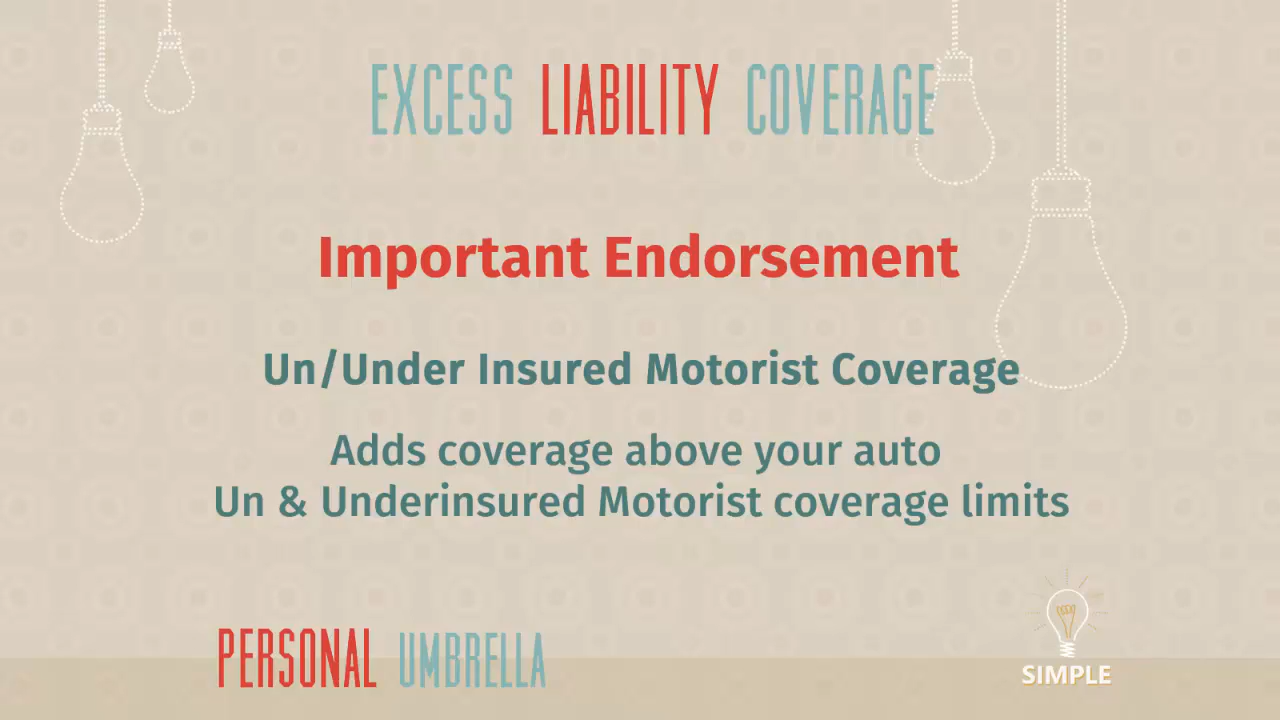 EXCESS LIABILITY COVERAGE
Important Endorsement
Un/Under Insured Motorist Coverage
Adds coverage above your auto
Un & Underinsured Motorist coverage limits
PERSONAL UMBRELLA
SIMPLE